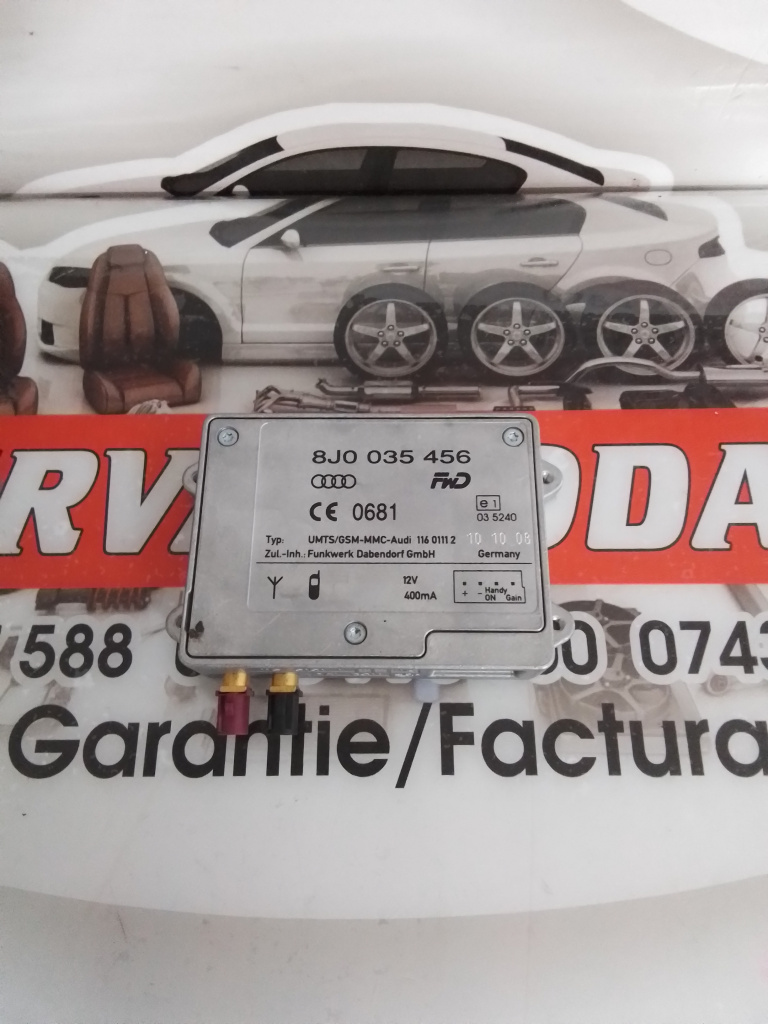 RV
ODA
8J0 035 456
FWD
CE 0681
e1
03 5240
Typ: UMTS/GSM-MMC-Audi 116 0111 2 10 10 08
Zul.-Inh.: Funkwerk Dabendorf GmbH Germany
12V
400mA
+ - Handy
ON Gain
588
0 0743
Garantie/Factura